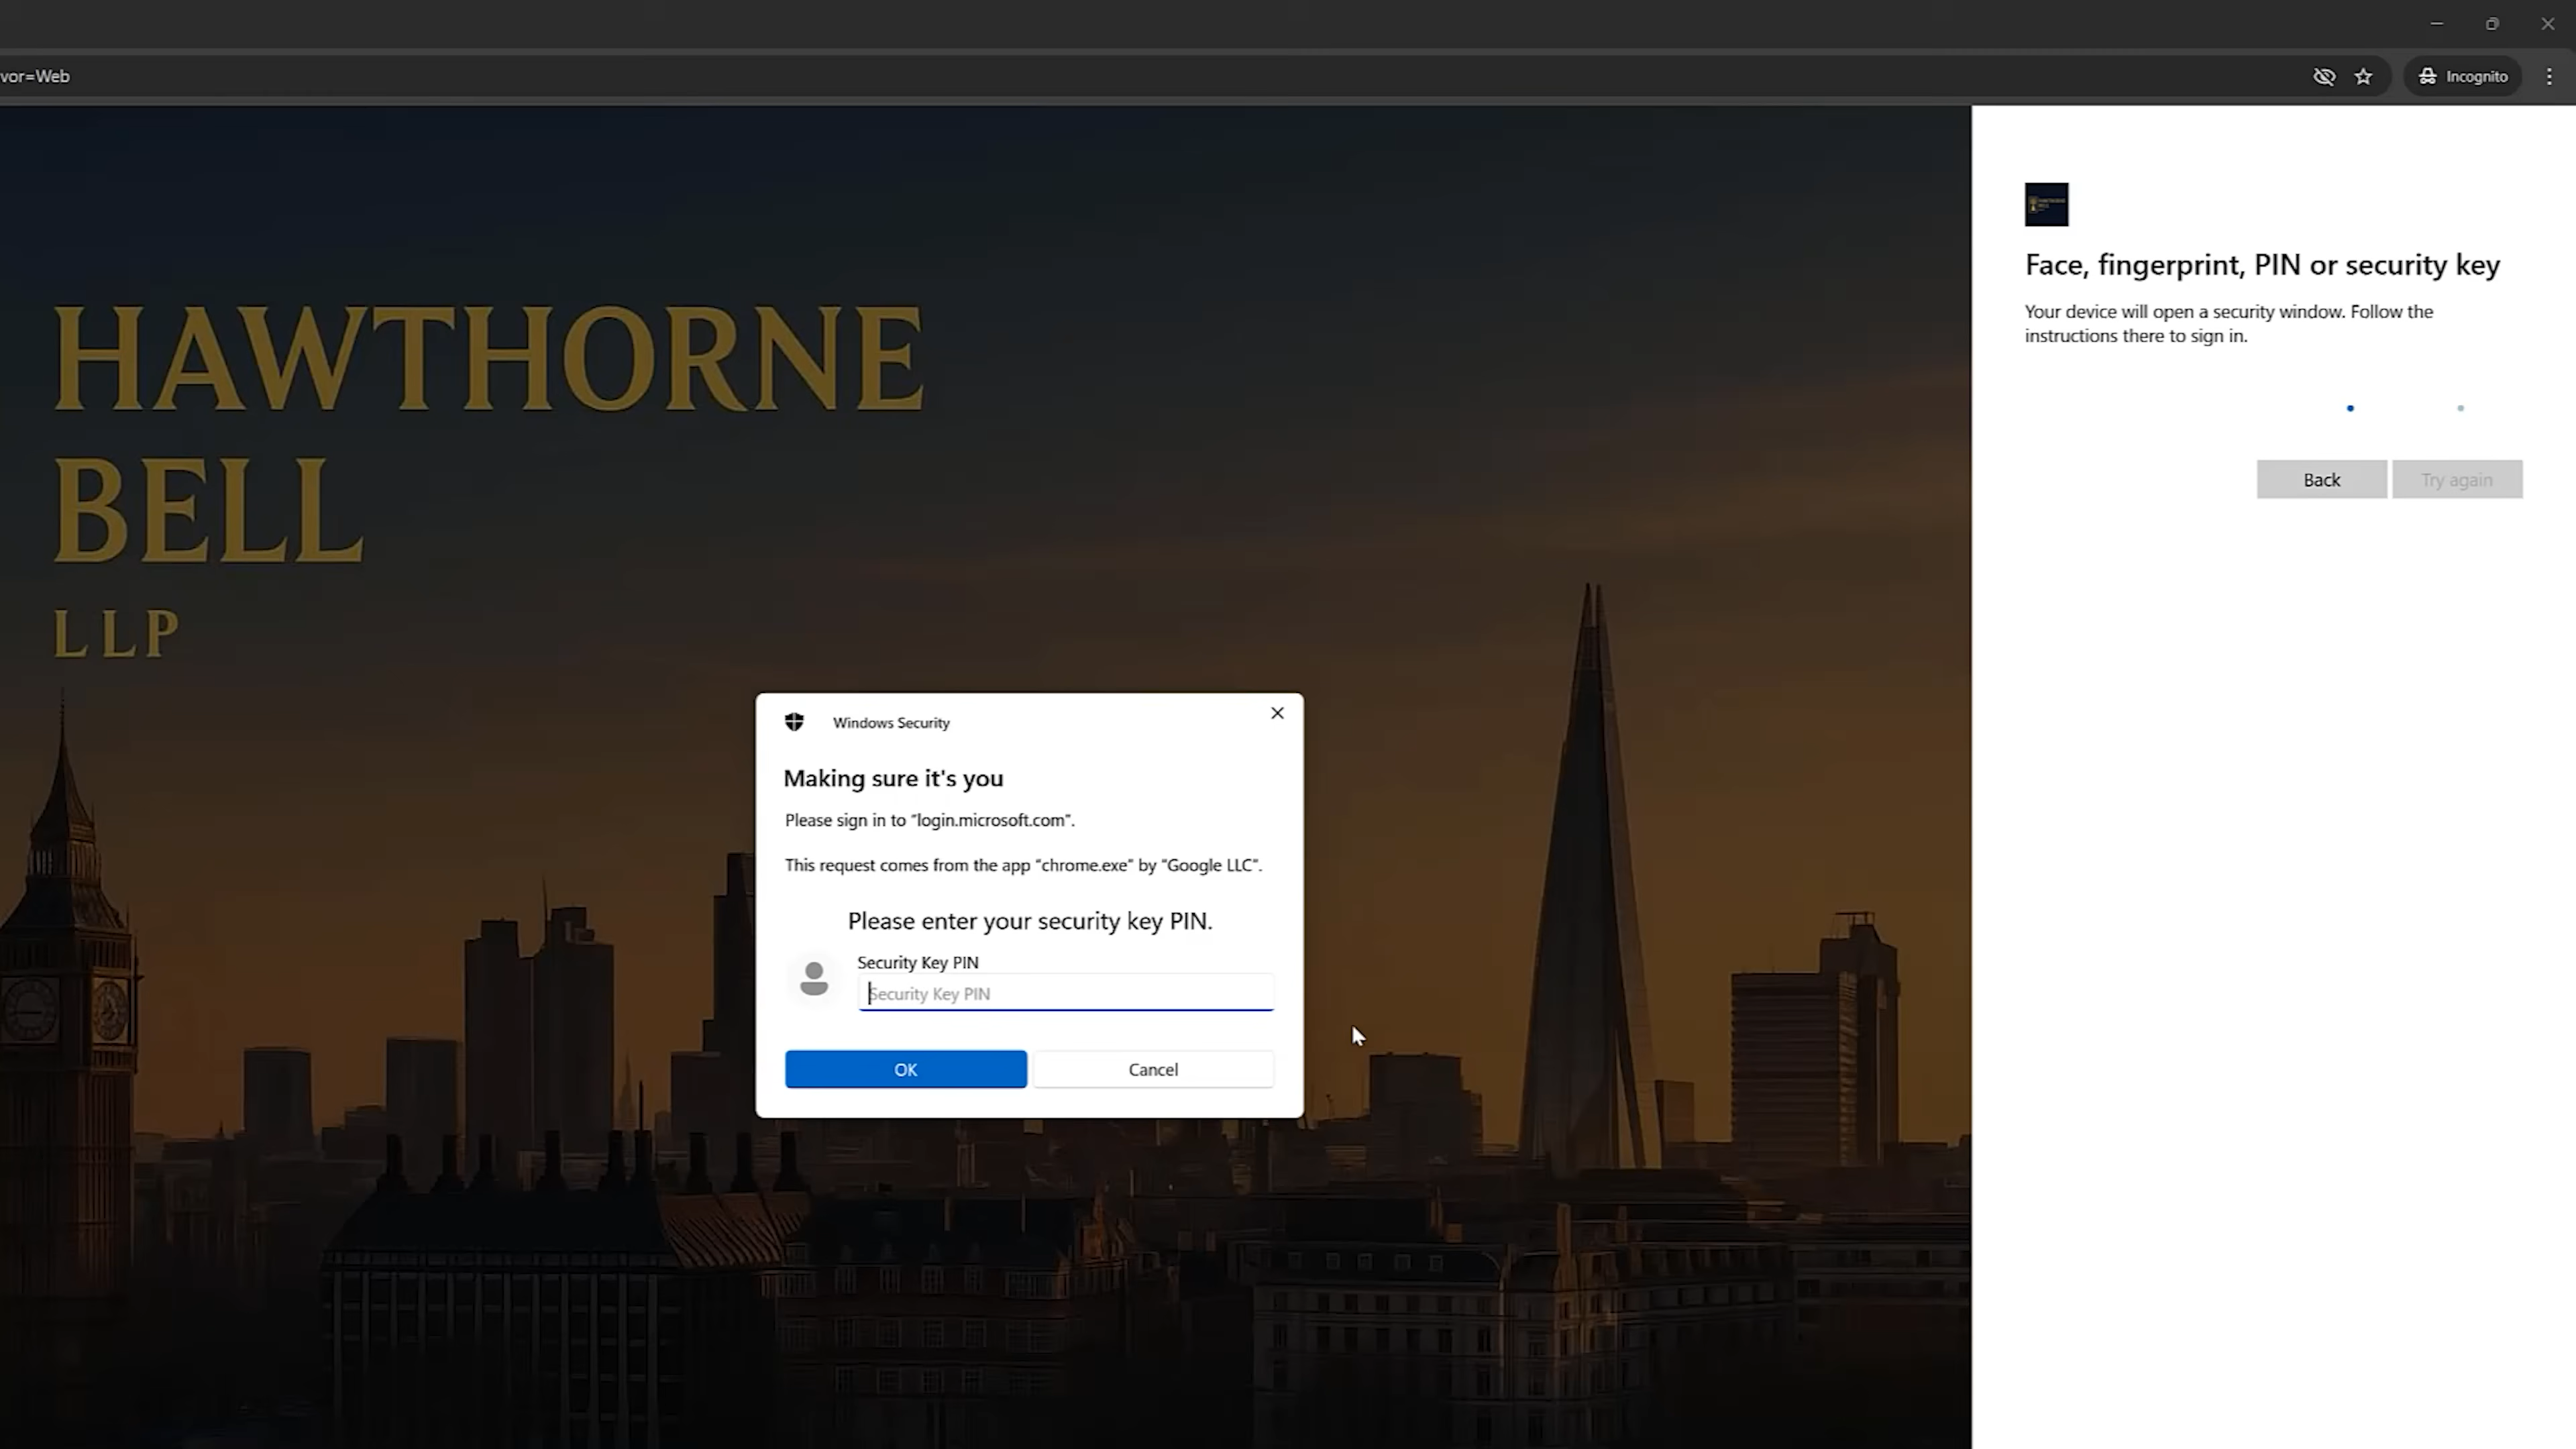 vor=Web
Incognito
HAWTHORNE
BELL
LLP
HAWTHORNE
BELL
Face, fingerprint, PIN or security key
Your device will open a security window. Follow the
instructions there to sign in.
Back
Try again
Windows Security
Making sure it's you
Please sign in to "login.microsoft.com".
This request comes from the app "chrome.exe" by "Google LLC".
Please enter your security key PIN.
Security Key PIN
Security Key PIN
OK
Cancel